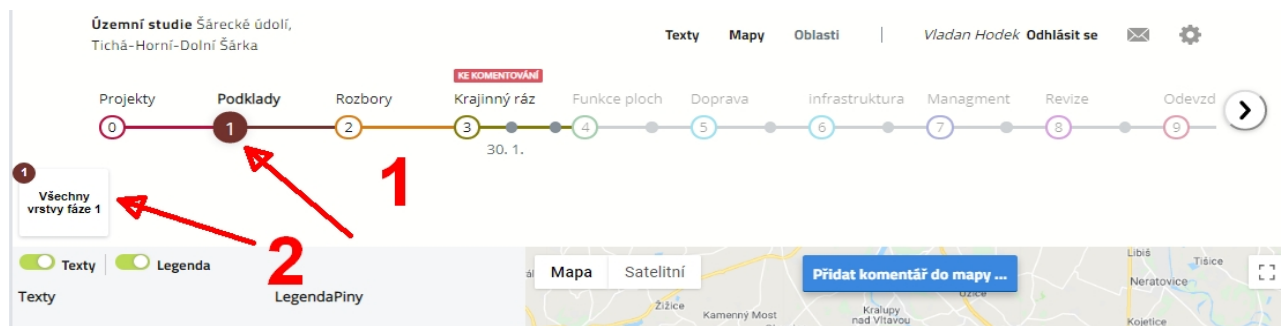 Územní studie Šárecké údolí,
Tichá-Horní-Dolní Šárka
Texty Mapy Oblasti | Vladan Hodek Odhlásit se
KE KOMENTOVÁNÍ
Projekty Podklady Rozbory Krajinný ráz Funkce ploch Doprava infrastruktura Managment Revize Odevzd
0 1 2 3 4 5 6 7 8 9
30. 1.
1
1
Všechny
vrstvy fáze 1
2
Texty Legenda
Texty LegendaPiny
Mapa Satelitní
Přidat komentář do mapy ...
Libiš
Tišice
Neratovice
Žižice
Kamenný Most
Kralupy
nad Vltavou
Kojetice